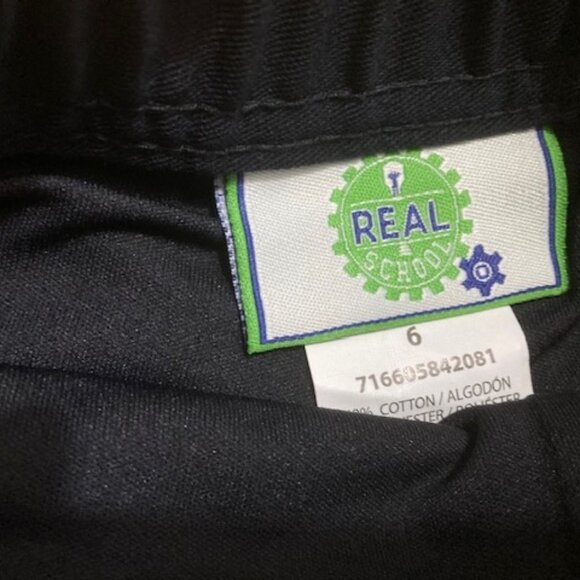 REAL
SCHOOL
6
716605842081
% COTTON / ALGODÓN